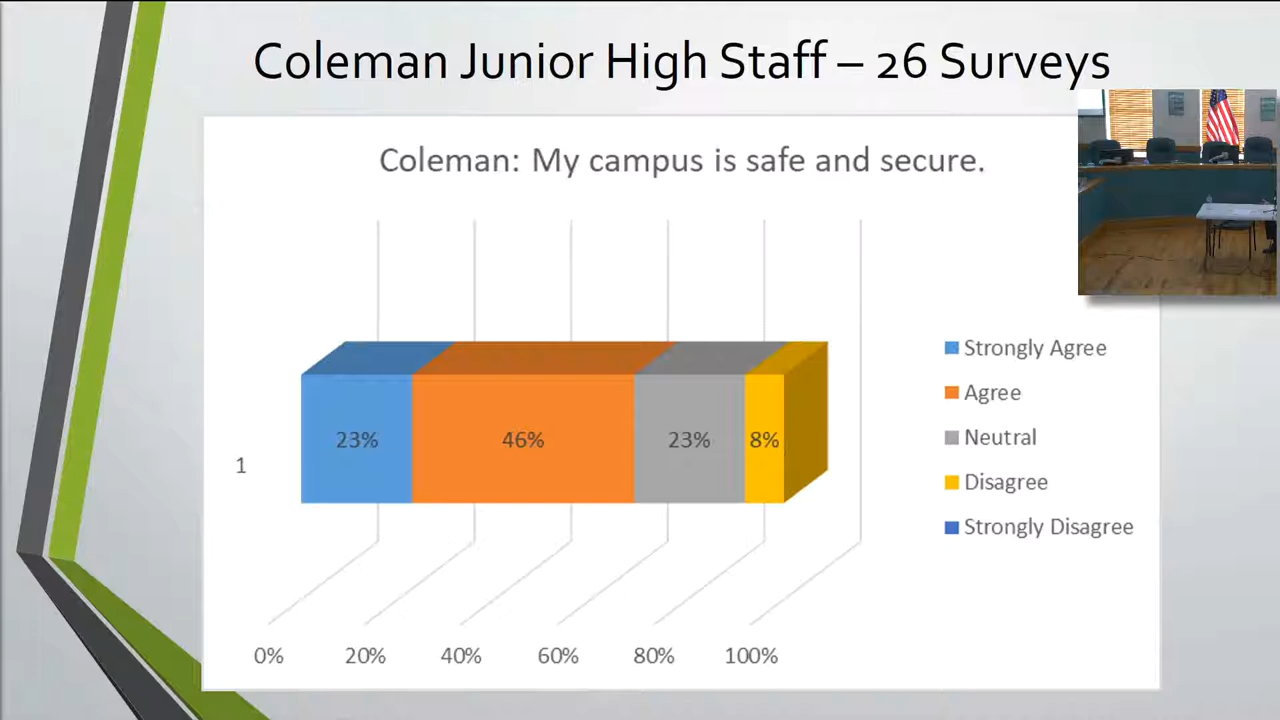 Coleman Junior High Staff – 26 Surveys
Coleman: My campus is safe and secure.
Strongly Agree
Agree
Neutral
Disagree
Strongly Disagree
23%
46%
23%
8%
1
0%
20%
40%
60%
80%
100%